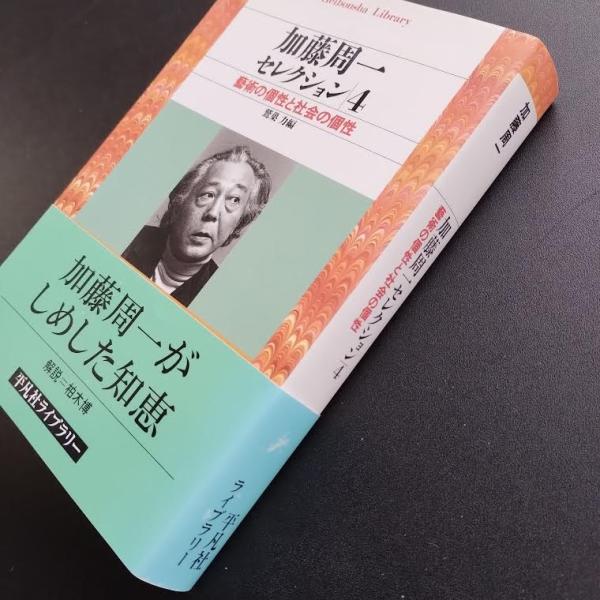 Heibonsha Library
加藤周一
セレクション/4
藝術の個性と社会の個性
鷲巣 力編
加藤周一が
しめした知恵
解説=柏木博
平凡社ライブラリー
加藤周一
加藤周一セレクション/4
藝術の個性と社会の個性
平凡社
ライブラリー